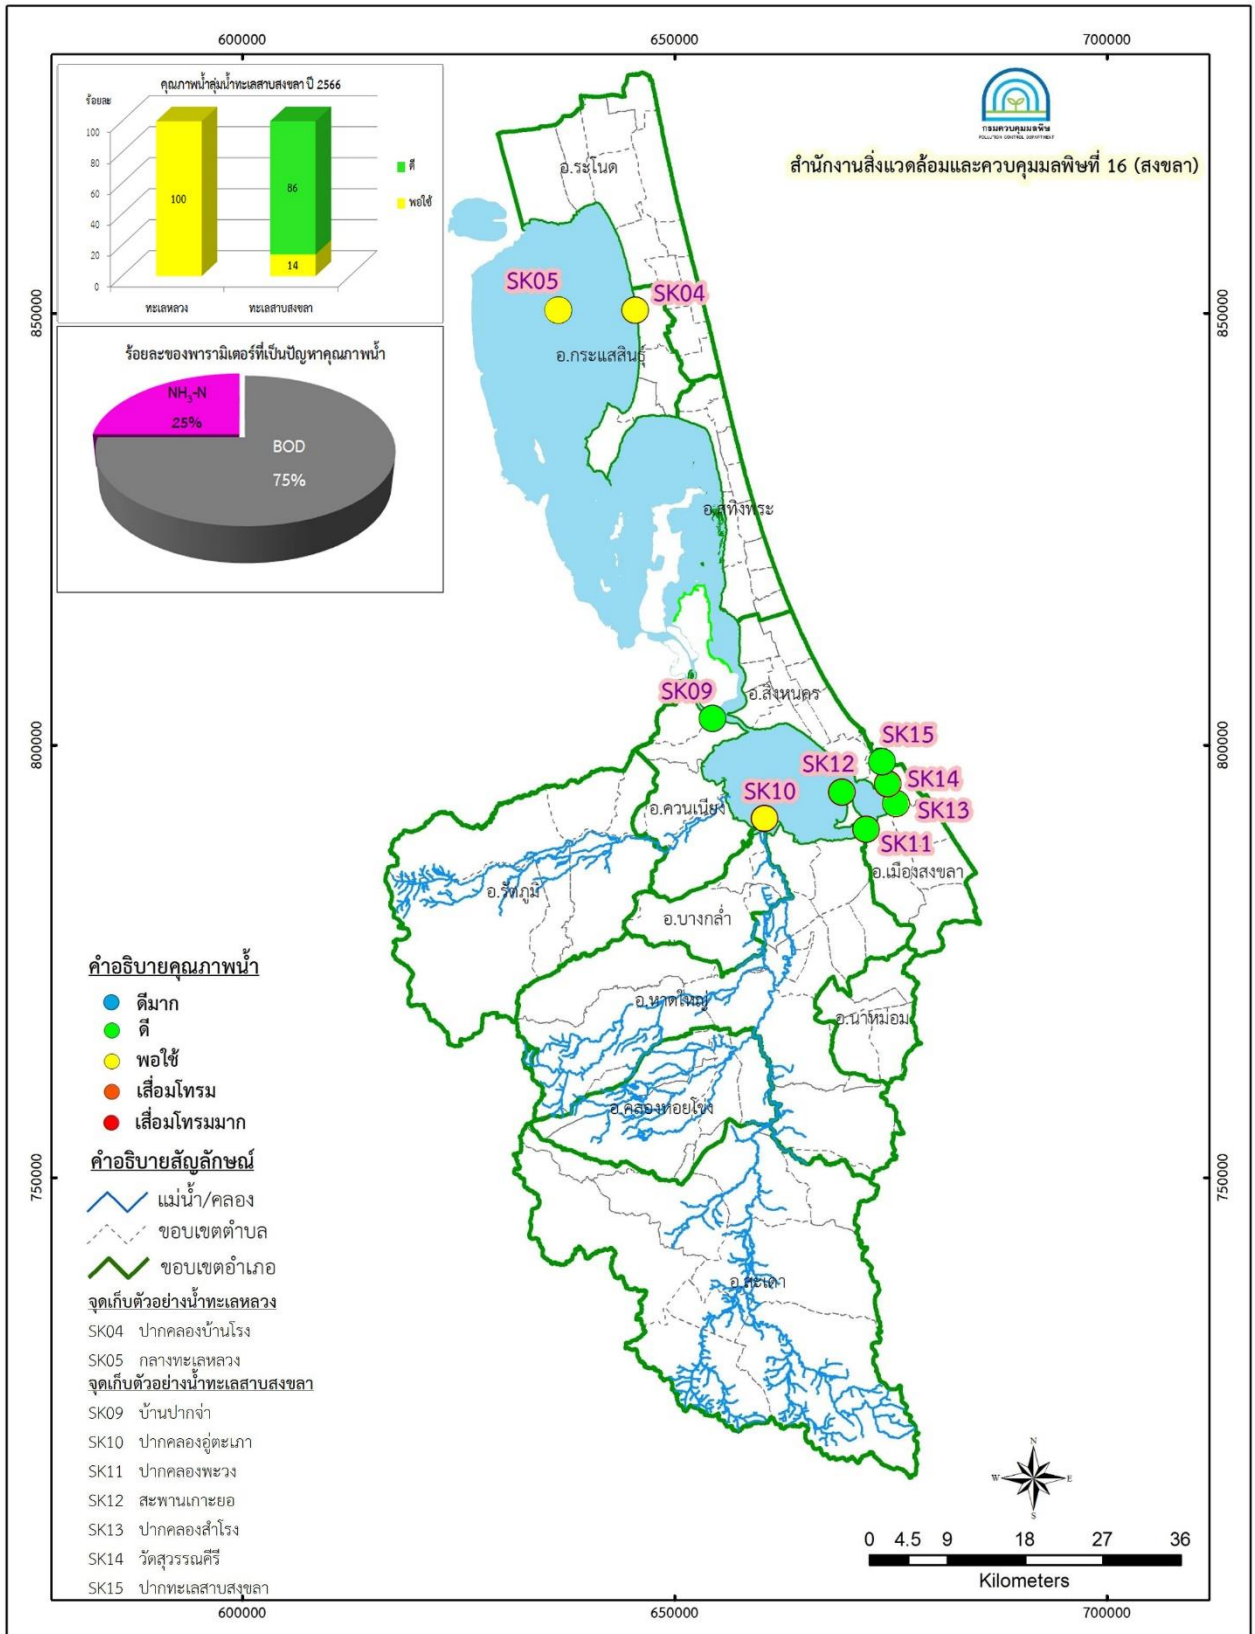 600000
650000
700000
คุณภาพน้ำลุ่มน้ำทะเลสาบสงขลา ปี 2566
ร้อยละ
100
80
60
40
20
0
100
86
14
ดี
พอใช้
ทะเลหลวง
ทะเลสาบสงขลา
ร้อยละของพารามิเตอร์ที่เป็นปัญหาคุณภาพน้ำ
NH3-N
25%
BOD
75%
กรมควบคุมมลพิษ
POLLUTION CONTROL DEPARTMENT
สำนักงานสิ่งแวดล้อมและควบคุมมลพิษที่ 16 (สงขลา)
อ.ระโนด
SK05
SK04
850000
850000
อ.กระแสสินธุ์
อ.สทิงพระ
SK09
อ.สิงหนคร
800000
800000
SK15
SK12
SK14
SK10
SK13
อ.ควนเนียง
SK11
อ.เมืองสงขลา
อ.รัตภูมิ
อ.บางกล่ำ
อ.หาดใหญ่
อ.นาหม่อม
อ.คลองหอยโข่ง
750000
750000
อ.สะเดา
คำอธิบายคุณภาพน้ำ
ดีมาก
ดี
พอใช้
เสื่อมโทรม
เสื่อมโทรมมาก
คำอธิบายสัญลักษณ์
แม่น้ำ/คลอง
ขอบเขตตำบล
ขอบเขตอำเภอ
จุดเก็บตัวอย่างน้ำทะเลหลวง
SK04 ปากคลองบ้านโรง
SK05 กลางทะเลหลวง
จุดเก็บตัวอย่างน้ำทะเลสาบสงขลา
SK09 บ้านปากจ่า
SK10 ปากคลองอู่ตะเภา
SK11 ปากคลองพะวง
SK12 สะพานเกาะยอ
SK13 ปากคลองสำโรง
SK14 วัดสุวรรณคีรี
SK15 ปากทะเลสาบสงขลา
N
W
E
S
0 4.5 9 18 27 36
Kilometers
600000
650000
700000